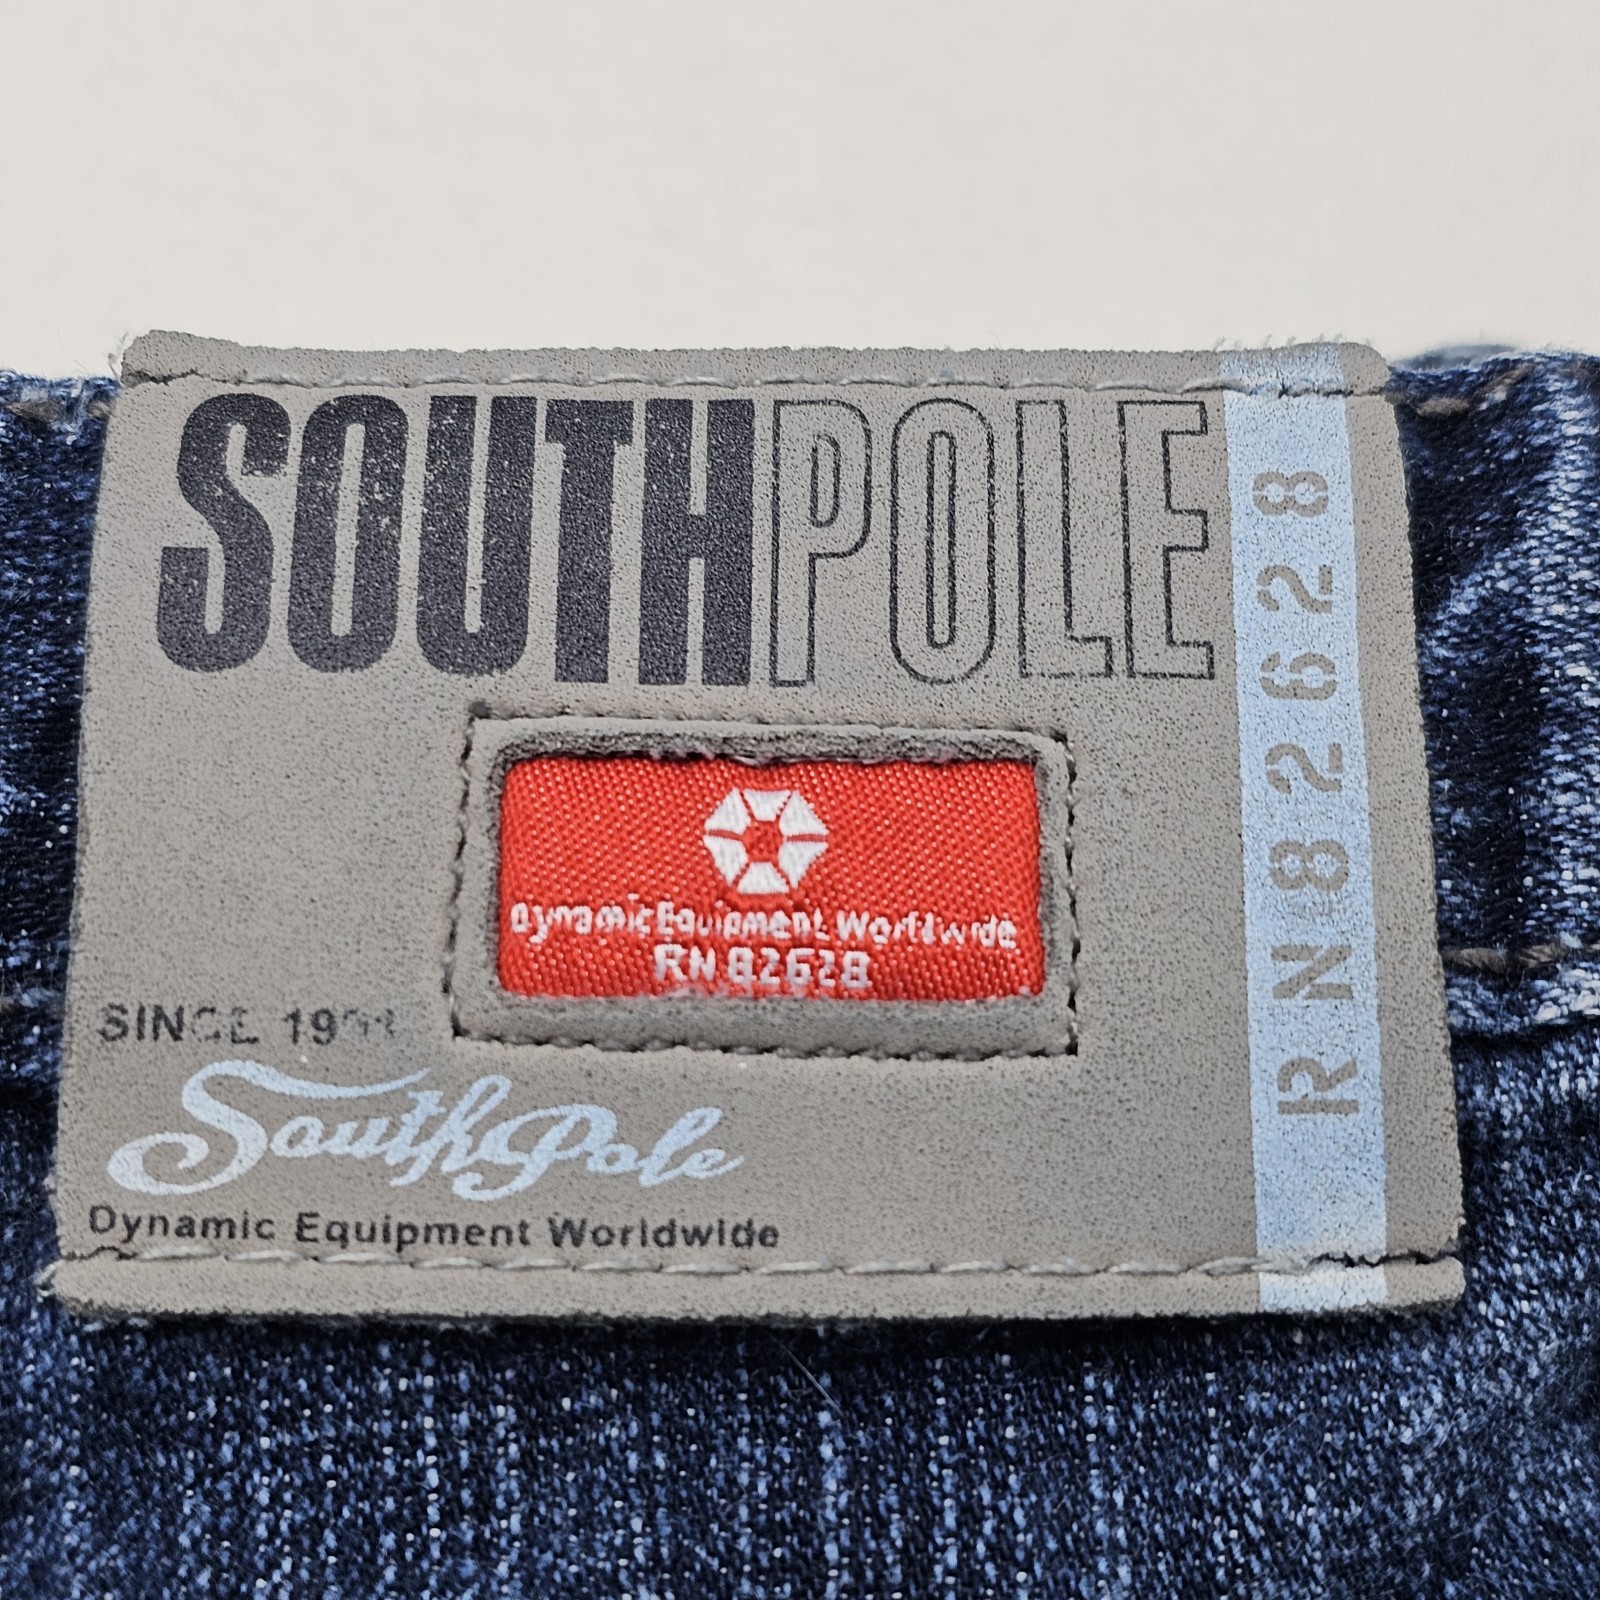 SOUTHPOLE
RN 82628
Dynamic Equipment Worldwide
RN 82628
SINCE
SouthPole
Dynamic Equipment Worldwide